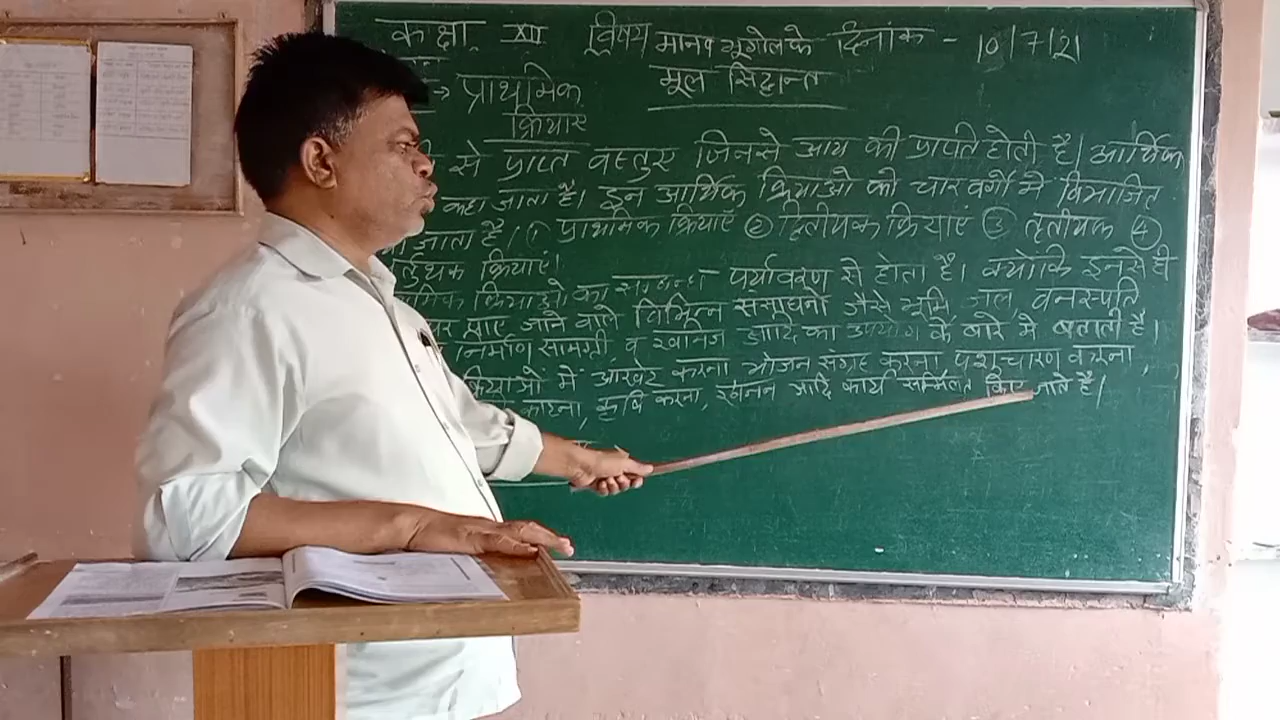 कक्षा XII विषय मानव भूगोल के दिनांक - 10/7/21
मूल सिद्धान्त
→ प्राथमिक
क्रियाएँ
से प्राप्त वस्तुएँ जिनसे आय की प्राप्ति होती है। आर्थिक
कहा जाता है। इन आर्थिक क्रियाओं को चार वर्गों में विभाजित
जाता है। ① प्राथमिक क्रियाएँ ② द्वितीयक क्रियाएं ③ तृतीयक ④
र्तुथक क्रियाएं।
मिक क्रियाओं का सम्बन्ध पर्यावरण से होता है। क्योंकि इनसे ही
पर पाए जाने वाले विभिन्न संसाधनों जैसे भूमि, जल, वनस्पति
निर्माण सामग्री व खनिज आदि का उपयोग के बारे में बताती है।
क्रियाओं में आखेट करना भोजन संग्रह करना पशुचारण करना,
काटना, कृषि करना, खनन आदि कार्य सम्मिलित किए जाते है।